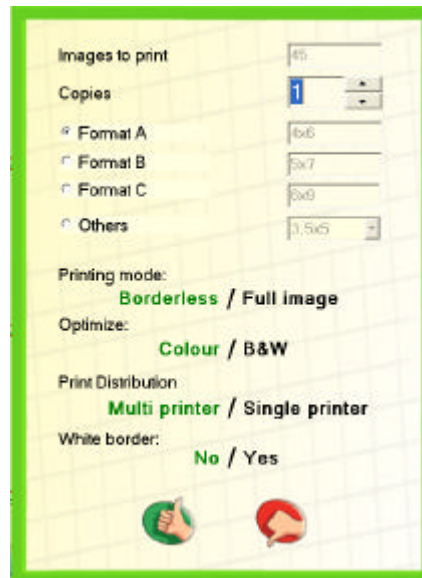 Images to print 45
Copies 1
Format A 4x6
Format B 5x7
Format C 6x9
Others 3,5x5
Printing mode:
Borderless / Full image
Optimize:
Colour / B&W
Print Distribution
Multi printer / Single printer
White border:
No / Yes